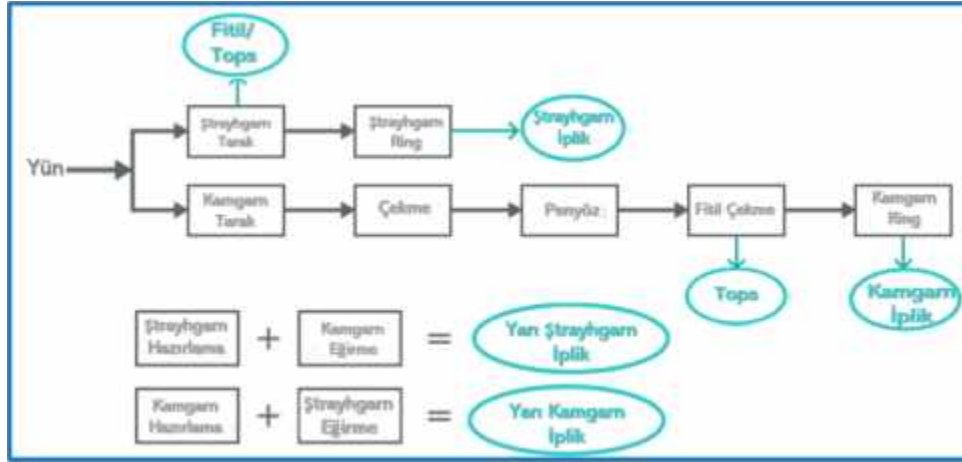 Fitil/
Tops
Ştrayhgarn
Tarak
Ştrayhgarn
Ring
Ştrayhgarn
İplik
Yün
Kamgarn
Tarak
Çekme
Penyöz
Fitil Çekme
Kamgarn
Ring
Tops
Kamgarn
İplik
Ştrayhgarn
Hazırlama
+
Kamgarn
Eğirme
=
Yarı Ştrayhgarn
İplik
Kamgarn
Hazırlama
+
Ştrayhgarn
Eğirme
=
Yarı Kamgarn
İplik